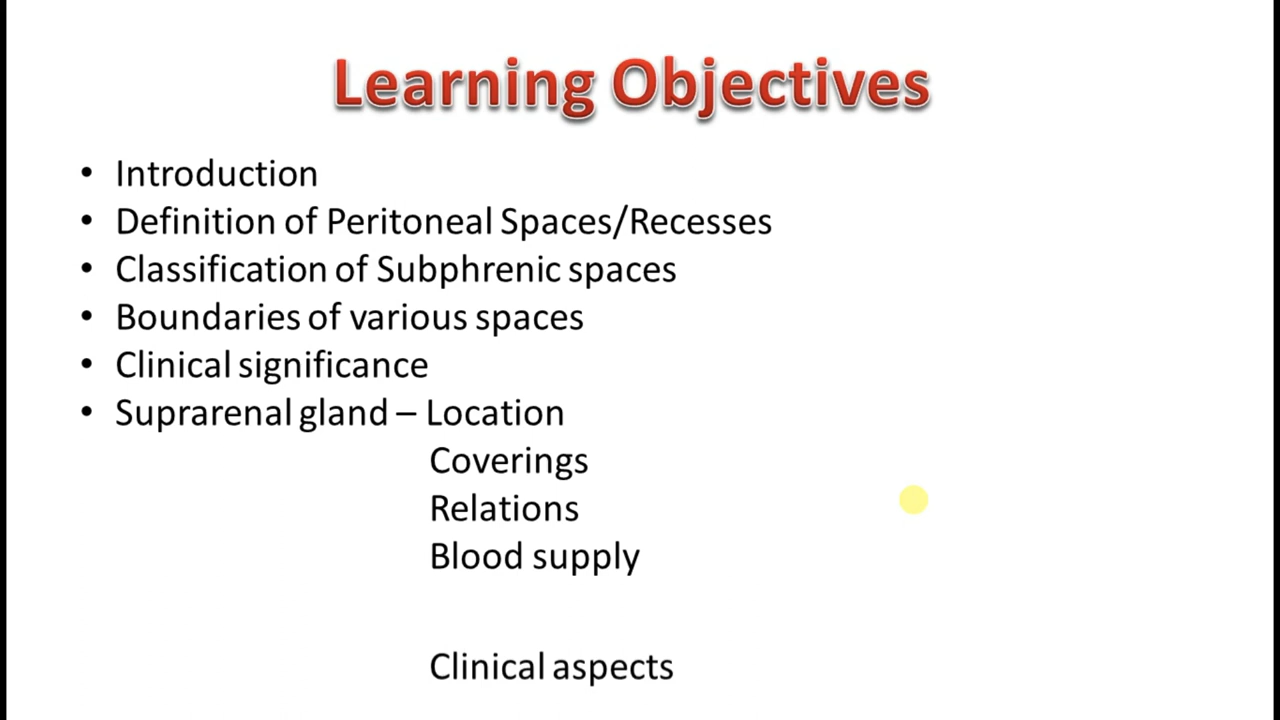 Learning Objectives
• Introduction
• Definition of Peritoneal Spaces/Recesses
• Classification of Subphrenic spaces
• Boundaries of various spaces
• Clinical significance
• Suprarenal gland – Location
Coverings
Relations
Blood supply
Clinical aspects